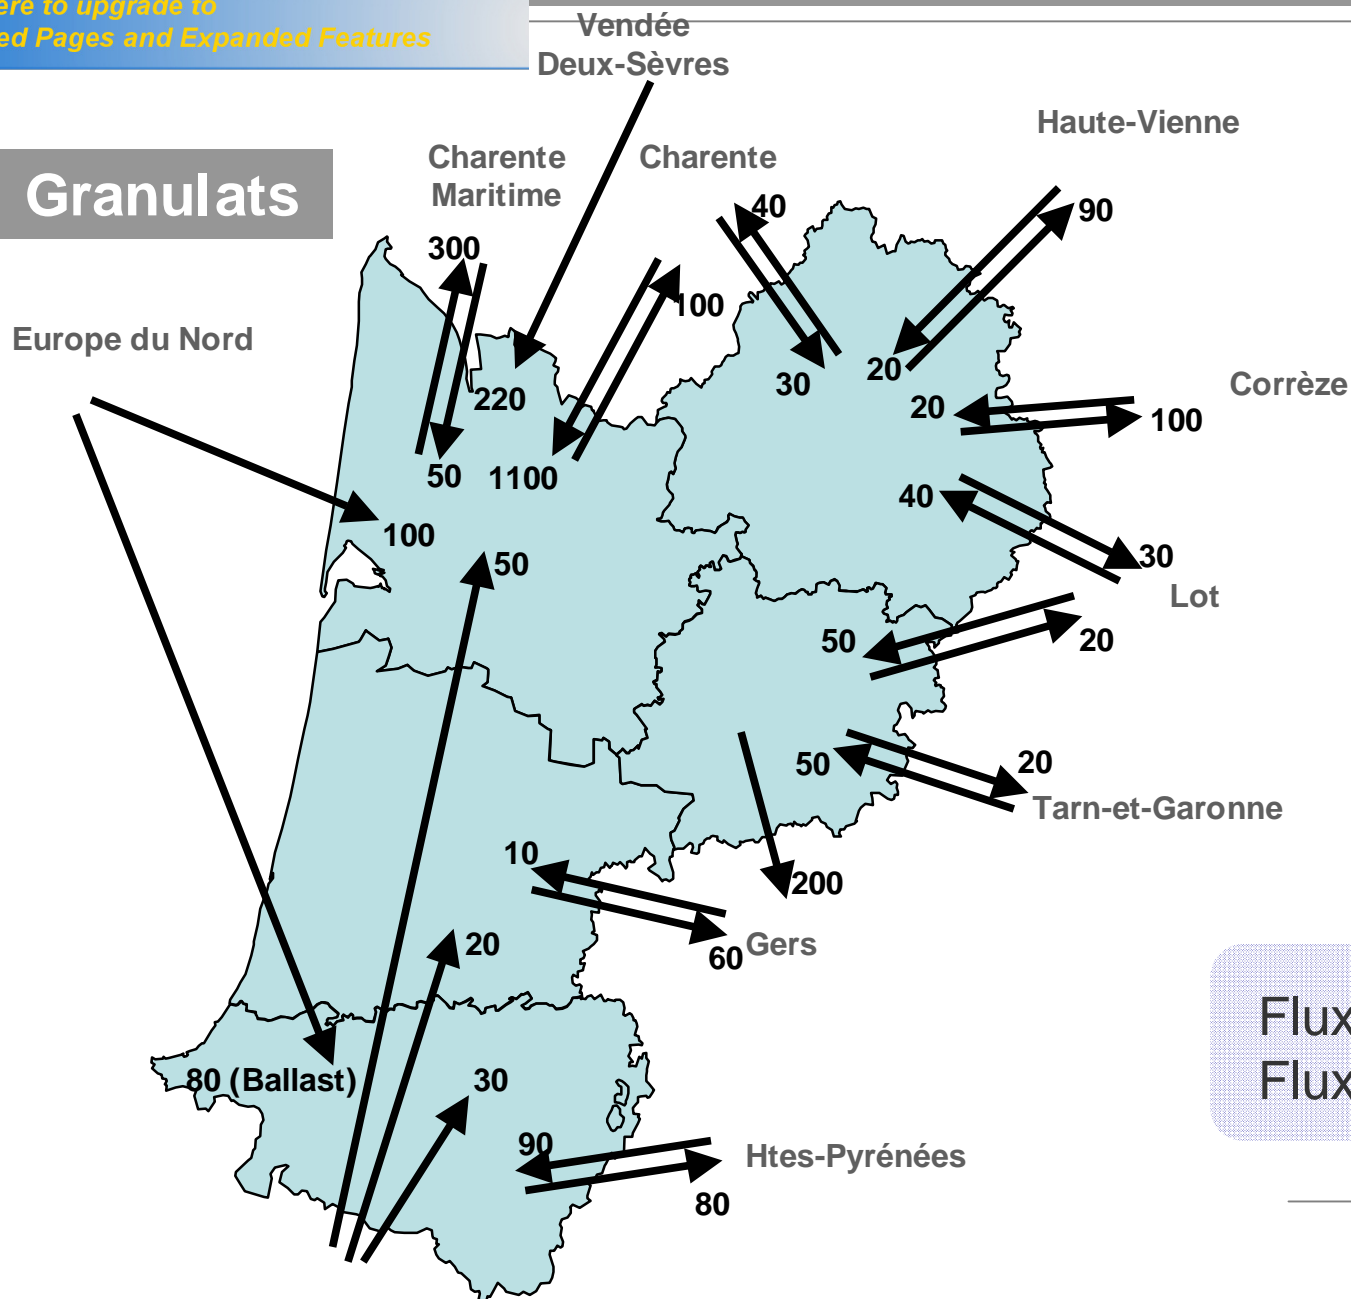 ere to upgrade to
ed Pages and Expanded Features
Vendée
Deux-Sèvres
Haute-Vienne
Charente
Maritime
Charente
Granulats
40
90
300
100
Europe du Nord
220
30
20
20
Corrèze
100
50
1100
40
100
50
30
Lot
50
20
50
20
Tarn-et-Garonne
10
200
20
60
Gers
Flux
Flux
80 (Ballast)
30
90
Htes-Pyrénées
80